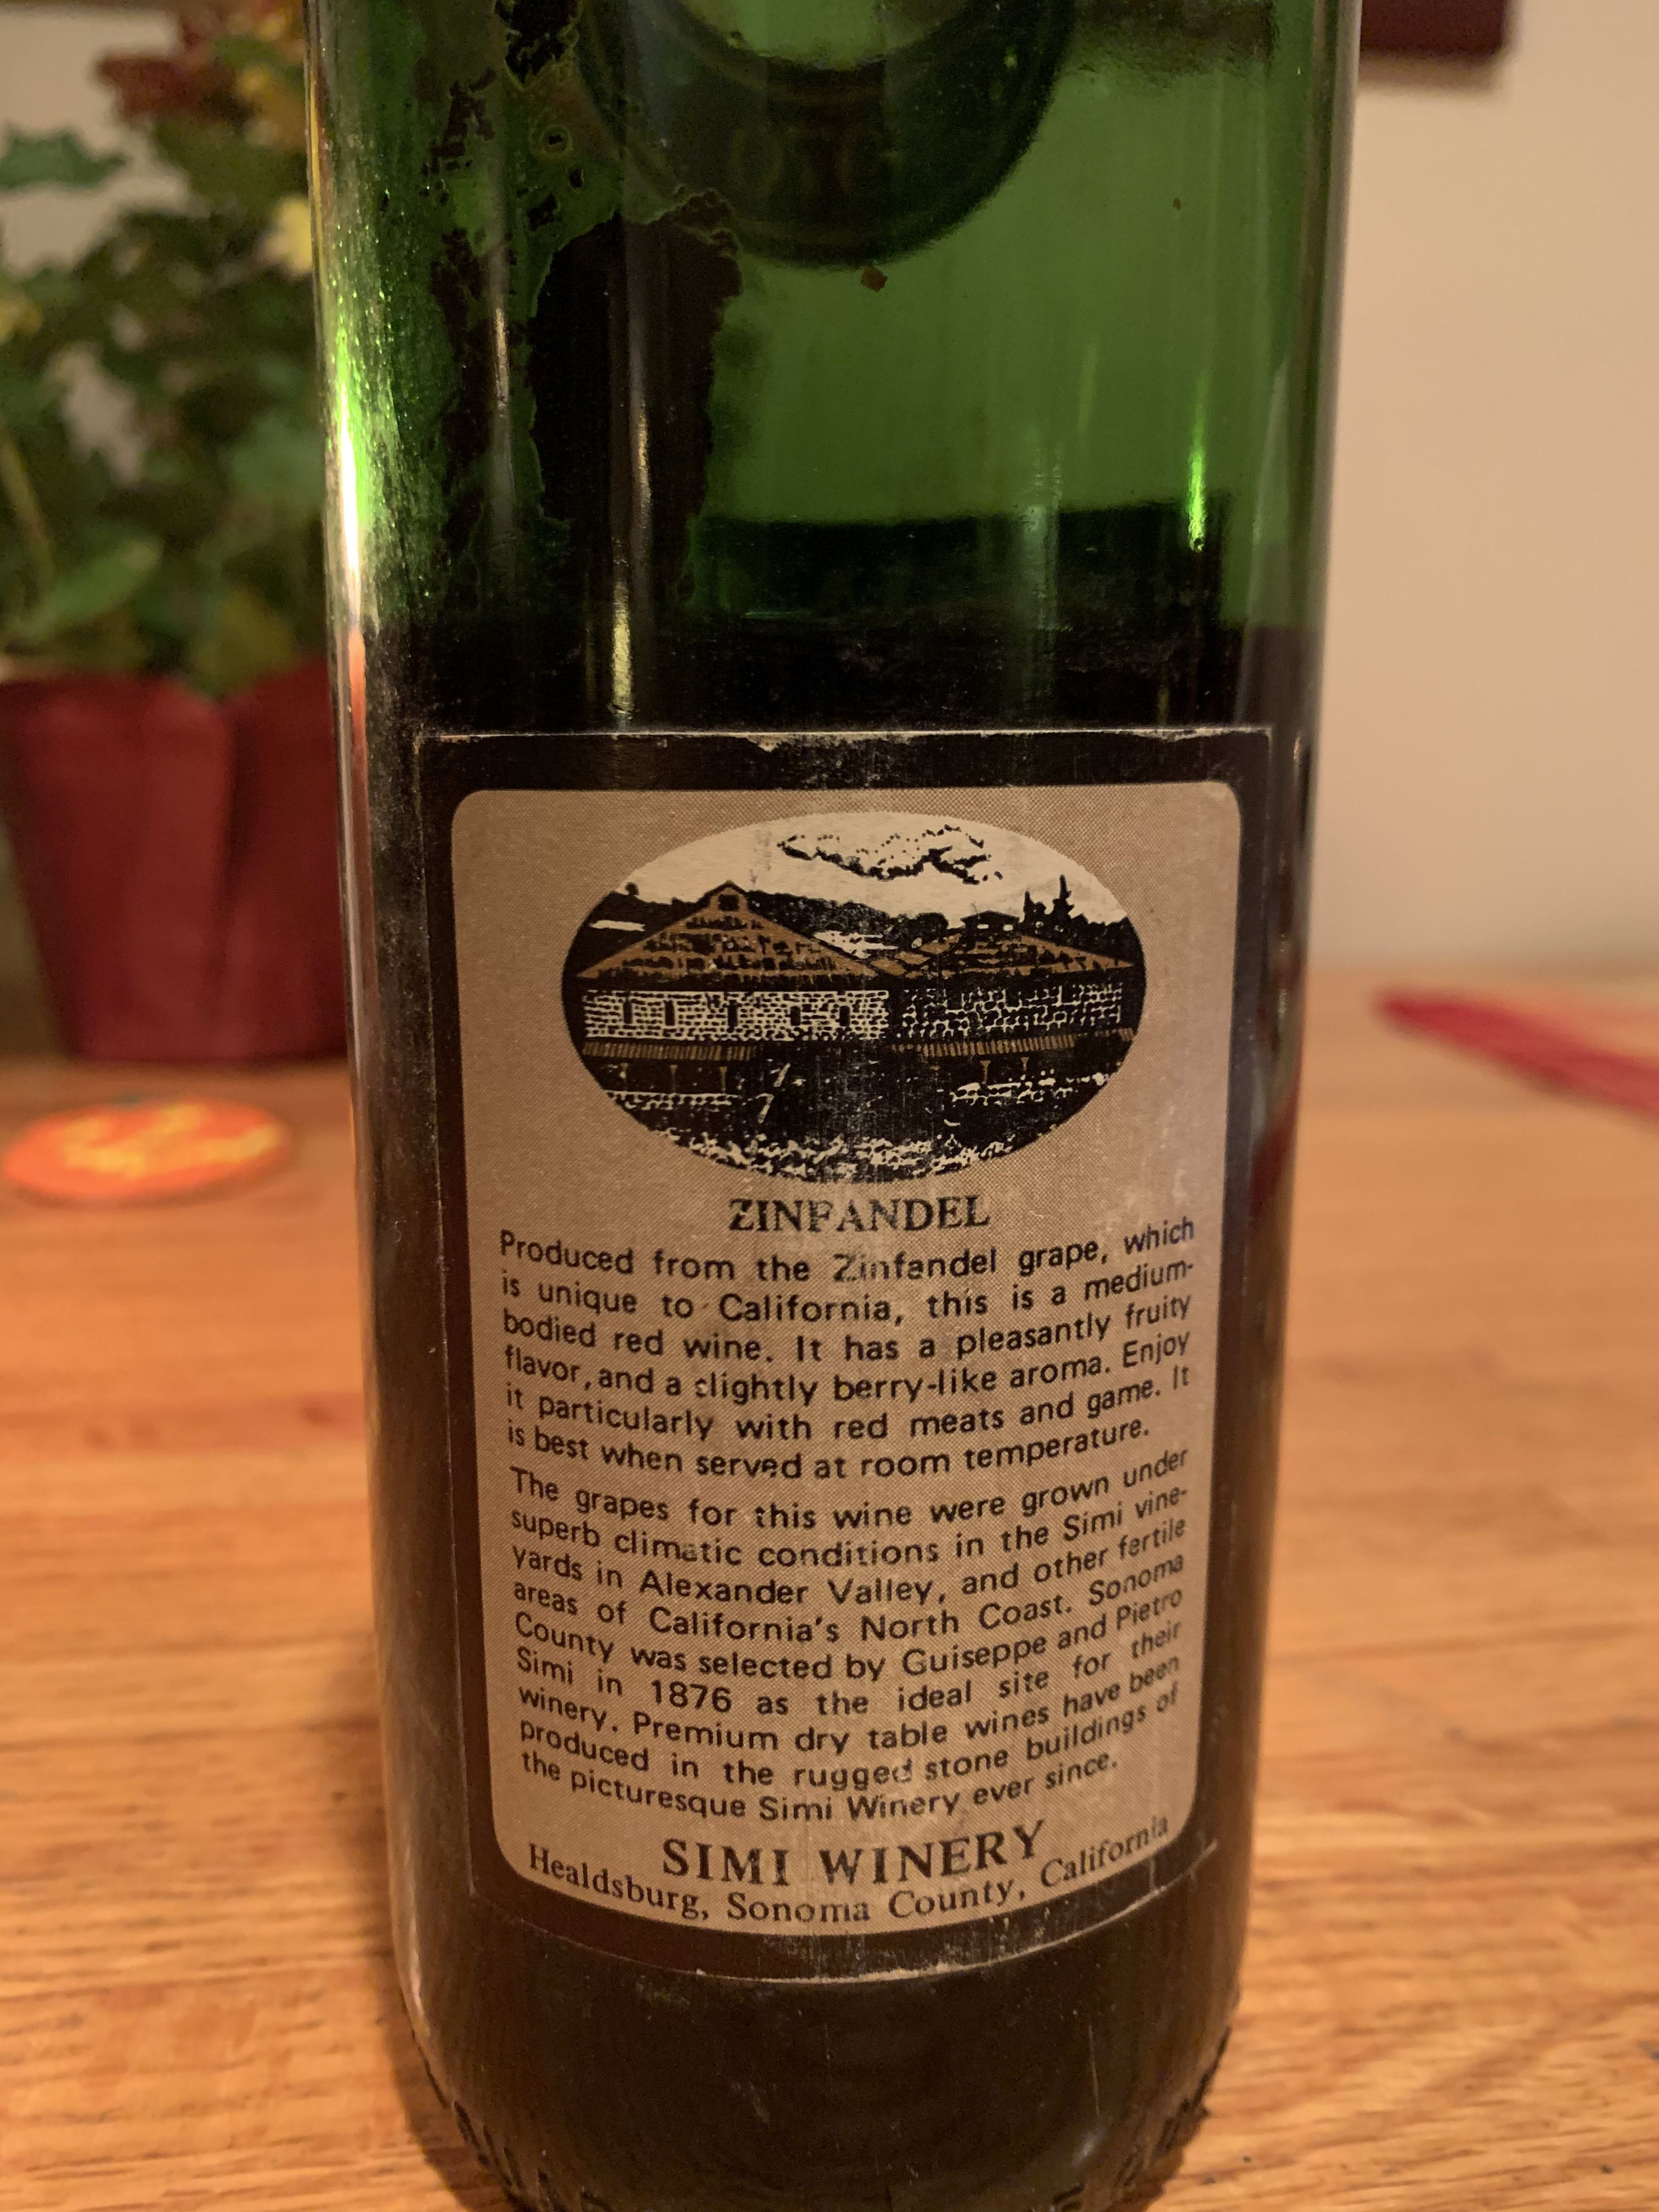 ZINFANDEL
Produced from the Zinfandel grape, which
is unique to California, this is a medium-
bodied red wine. It has a pleasantly fruity
flavor, and a slightly berry-like aroma. Enjoy
it particularly with red meats and game. It
is best when served at room temperature.
The grapes for this wine were grown under
superb climatic conditions in the Simi vine-
yards in Alexander Valley, and other fertile
areas of California's North Coast. Sonoma
County was selected by Guiseppe and Pietro
Simi in 1876 as the ideal site for their
winery. Premium dry table wines have been
produced in the rugged stone buildings of
the picturesque Simi Winery ever since.
SIMI WINERY
Healdsburg, Sonoma County, California